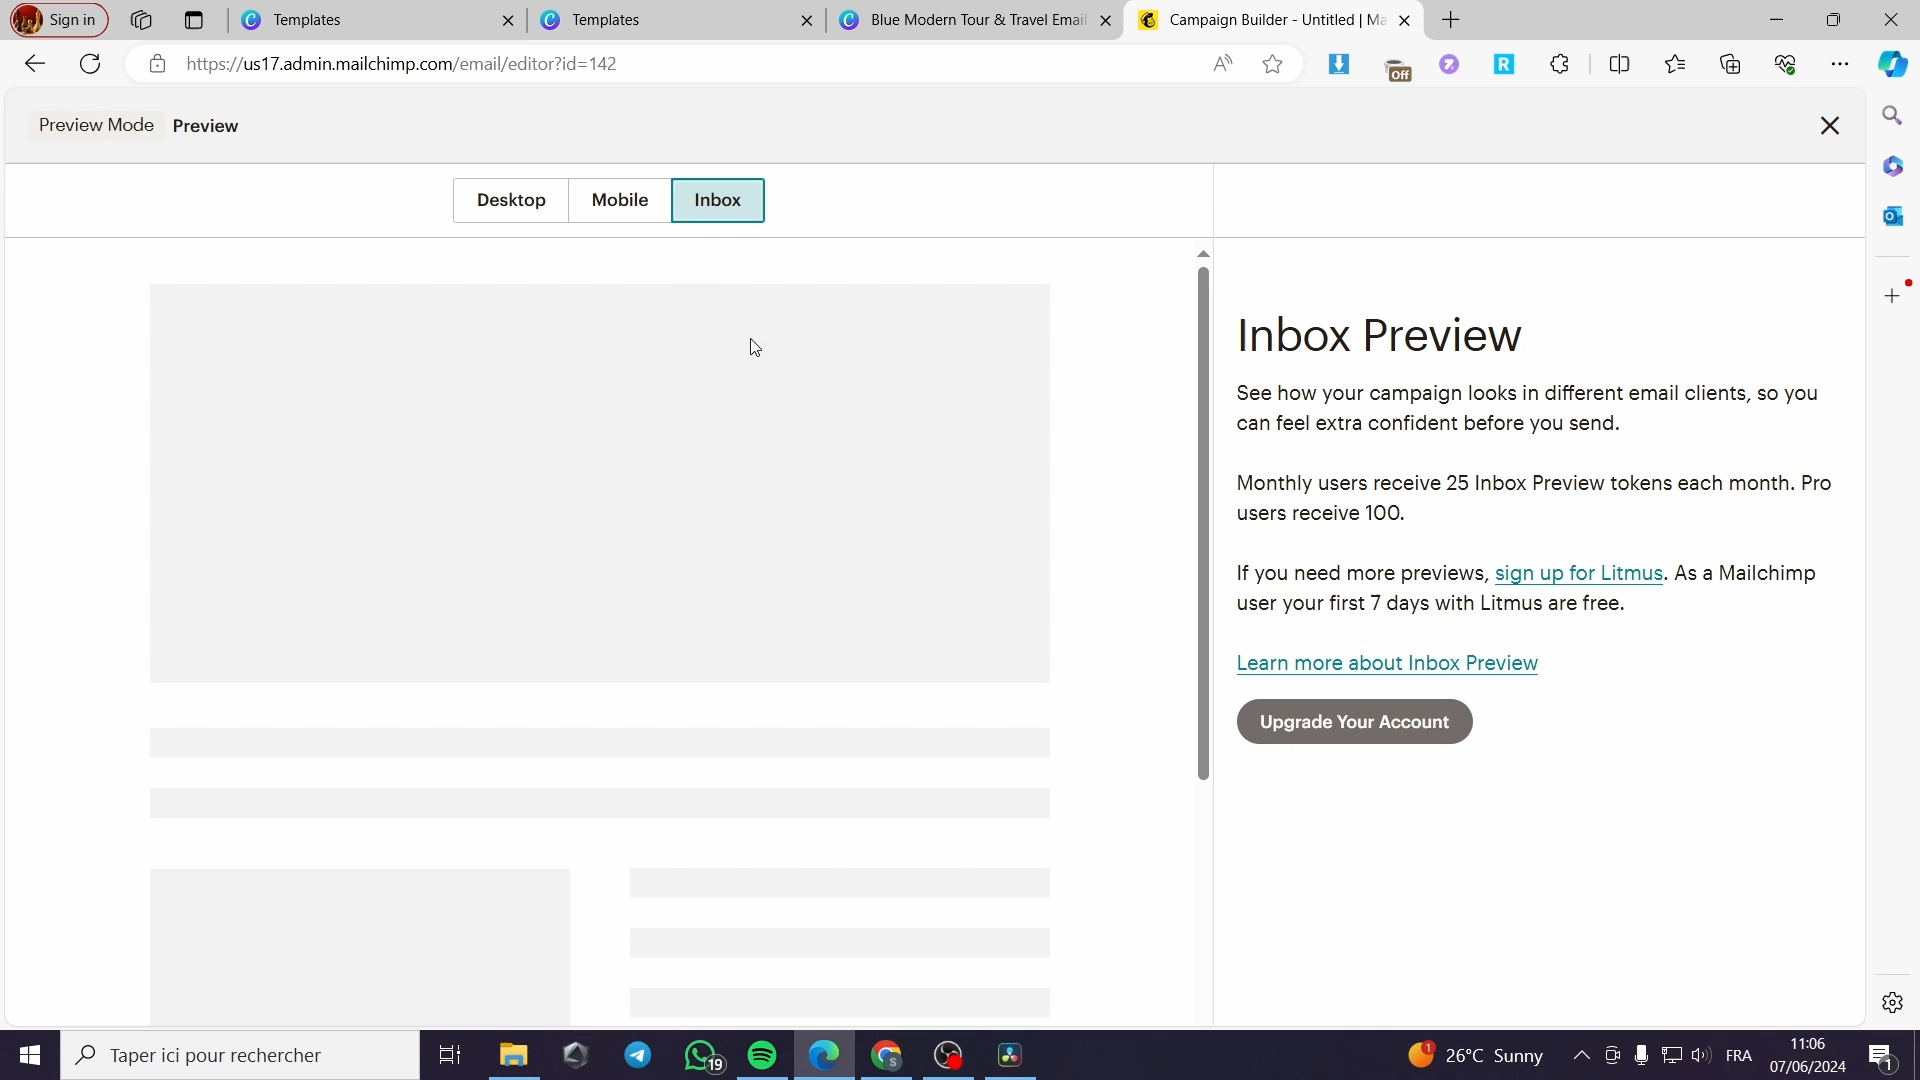 Sign in
Templates
Templates
Blue Modern Tour & Travel Email
Campaign Builder - Untitled | Ma
https://us17.admin.mailchimp.com/email/editor?id=142
Off
Preview Mode
Preview
Desktop
Mobile
Inbox
Inbox Preview
See how your campaign looks in different email clients, so you
can feel extra confident before you send.
Monthly users receive 25 Inbox Preview tokens each month. Pro
users receive 100.
If you need more previews, sign up for Litmus. As a Mailchimp
user your first 7 days with Litmus are free.
Learn more about Inbox Preview
Upgrade Your Account
Taper ici pour rechercher
19
1
26°C Sunny
FRA
11:06
07/06/2024
1